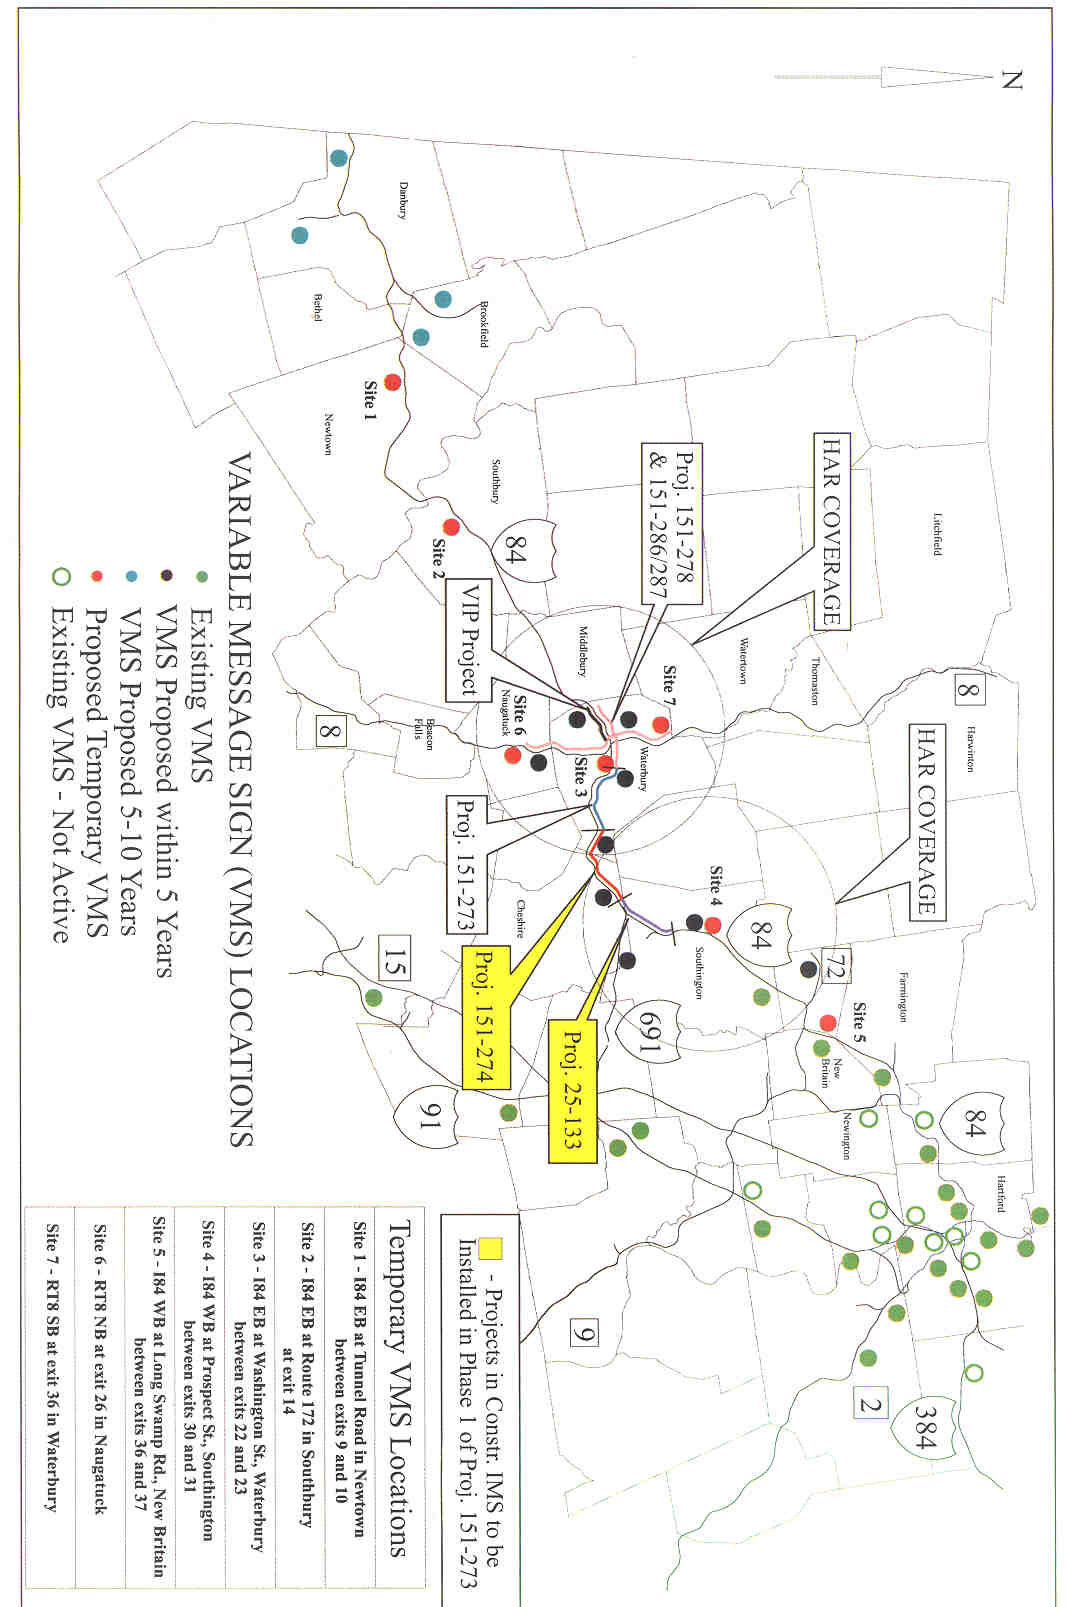 N
Litchfield
Harwinton
Thomaston
Watertown
Farmington
Hartford
HAR COVERAGE
HAR COVERAGE
8
84
Danbury
Brookfield
Bethel
Newtown
Southbury
Middlebury
Waterbury
Naugatuck
Beacon
Falls
Cheshire
Southington
New
Britain
Newington
Site 1
Site 2
Site 3
Site 4
Site 5
Site 6
Site 7
84
84
72
691
15
91
8
9
2
384
Proj. 151-278
& 151-286/287
VIP Project
Proj. 151-273
Proj. 151-274
Proj. 25-133
VARIABLE MESSAGE SIGN (VMS) LOCATIONS
Existing VMS
VMS Proposed within 5 Years
VMS Proposed 5-10 Years
Proposed Temporary VMS
Existing VMS - Not Active
- Projects in Constr. IMS to be
Installed in Phase 1 of Proj. 151-273
Temporary VMS Locations
Site 1 - I84 EB at Tunnel Road in Newtown
between exits 9 and 10
Site 2 - I84 EB at Route 172 in Southbury
at exit 14
Site 3 - I84 EB at Washington St., Waterbury
between exits 22 and 23
Site 4 - I84 WB at Prospect St., Southington
between exits 30 and 31
Site 5 - I84 WB at Long Swamp Rd., New Britain
between exits 36 and 37
Site 6 - RT8 NB at exit 26 in Naugatuck
Site 7 - RT8 SB at exit 36 in Waterbury